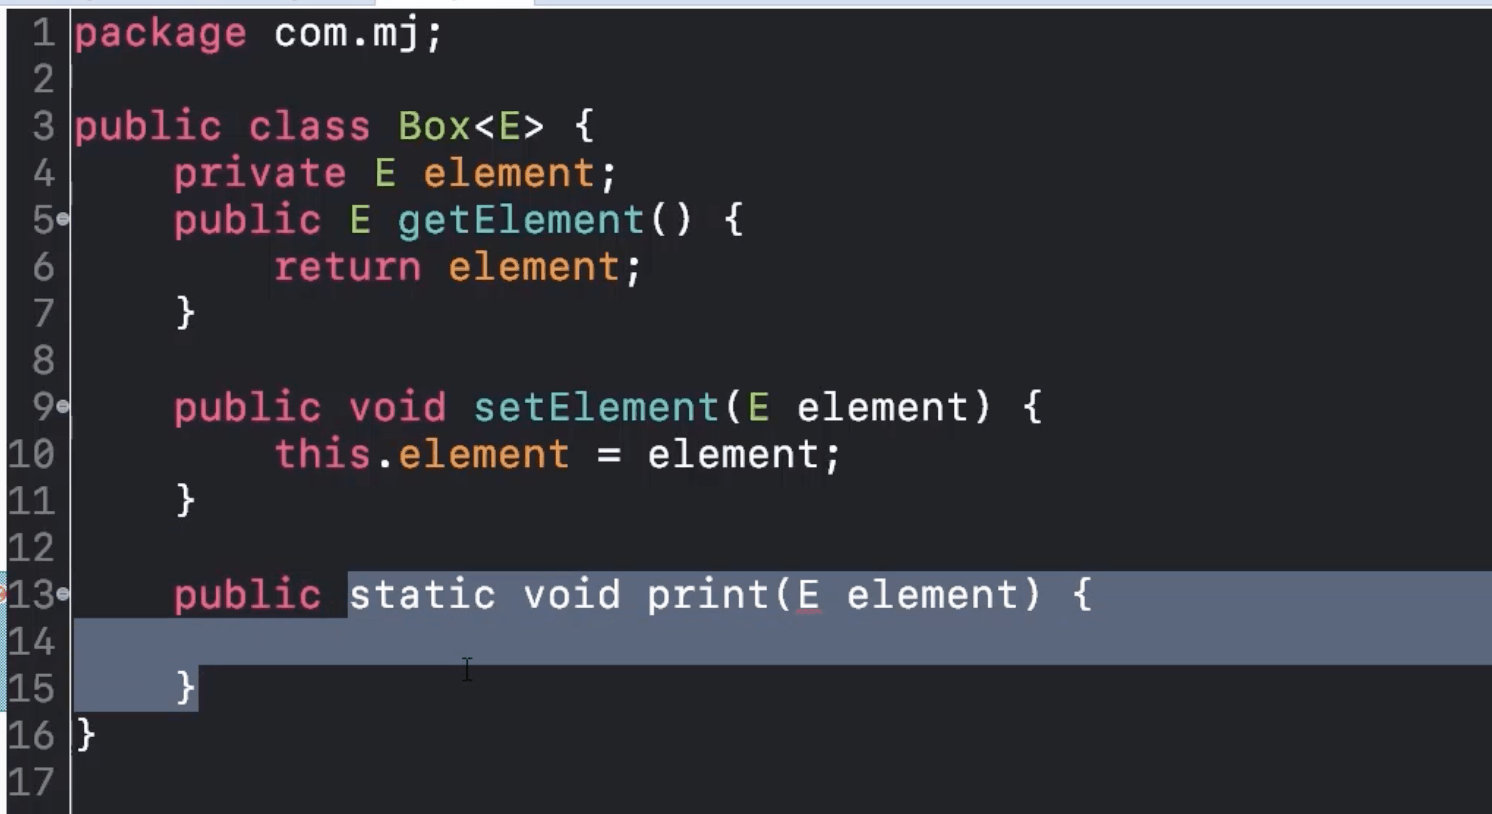 1 package com.mj;
2
3 public class Box<E> {
4     private E element;
5     public E getElement() {
6         return element;
7     }
8
9     public void setElement(E element) {
10         this.element = element;
11     }
12
13     public static void print(E element) {
14
15     }
16 }
17